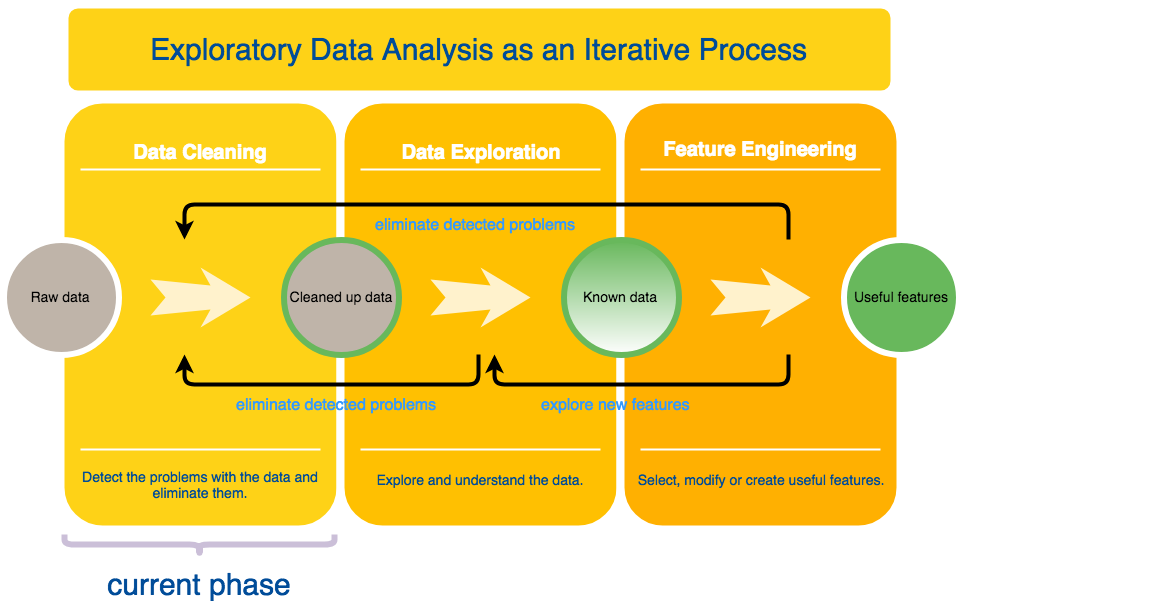 Exploratory Data Analysis as an Iterative Process
Data Cleaning
Data Exploration
Feature Engineering
eliminate detected problems
Raw data
Cleaned up data
Known data
Useful features
eliminate detected problems
explore new features
Detect the problems with the data and
eliminate them.
Explore and understand the data.
Select, modify or create useful features.
current phase